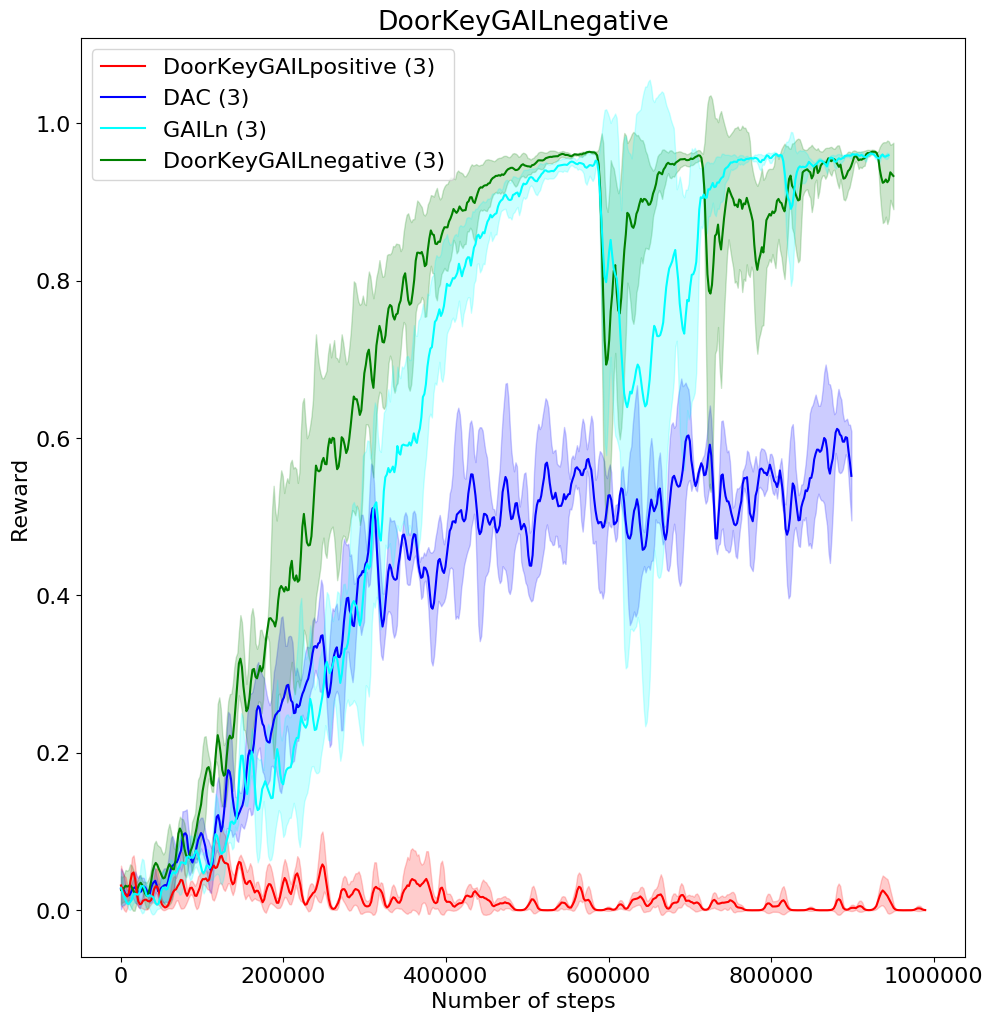 DoorKeyGAILnegative
DoorKeyGAILpositive (3)
DAC (3)
GAILn (3)
DoorKeyGAILnegative (3)
1.0
0.8
0.6
0.4
0.2
0.0
Reward
0 200000 400000 600000 800000 1000000
Number of steps